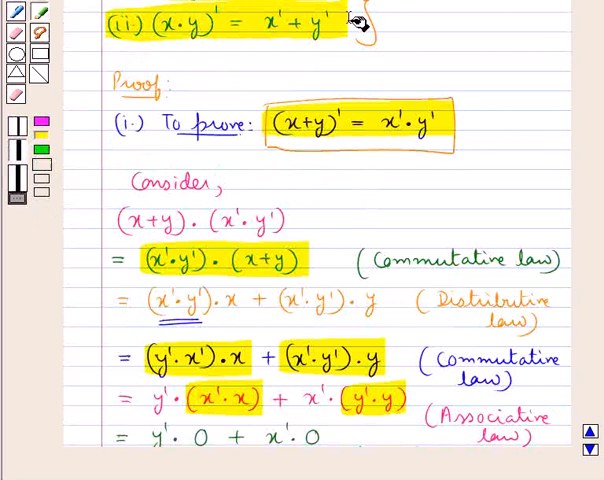 (ii) (x·y)' = x' + y'
Proof:
(i.) To prove: (x+y)' = x'·y'
Consider,
(x+y)·(x'·y')
= (x'·y')·(x+y) (Commutative law)
= (x'·y')·x + (x'·y')·y (Distributive law)
= (y'·x')·x + (x'·y')·y (Commutative law)
= y'·(x'·x) + x'·(y'·y) (Associative law)
= y'·0 + x'·0